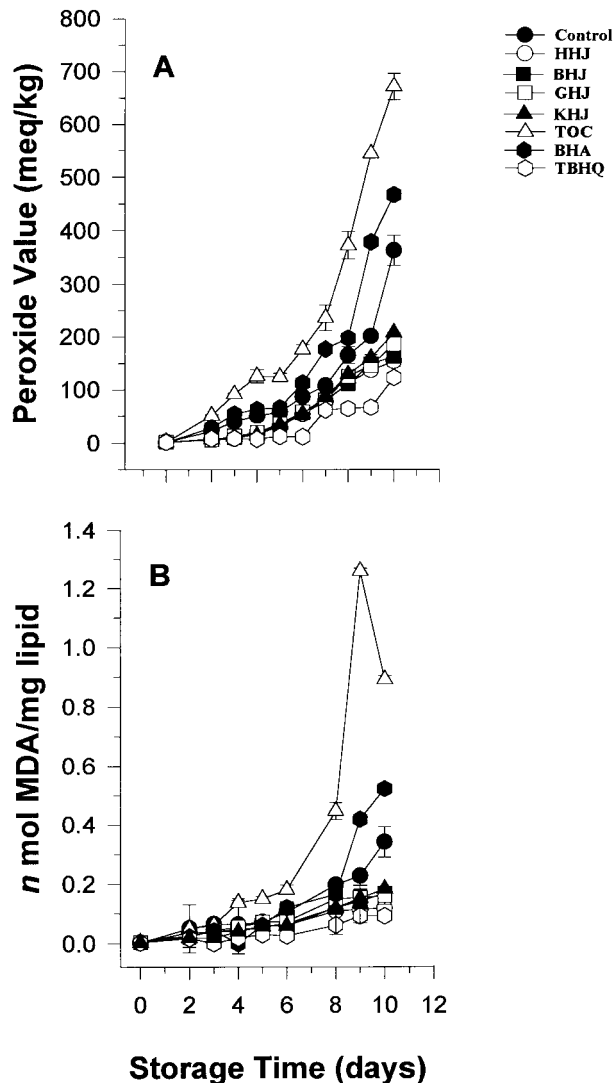 A
Peroxide Value (meq/kg)
800
700
600
500
400
300
200
100
0
Control
HHJ
BHJ
GHJ
KHJ
TOC
BHA
TBHQ
B
n mol MDA/mg lipid
1.4
1.2
1.0
0.8
0.6
0.4
0.2
0.0
0 2 4 6 8 10 12
Storage Time (days)